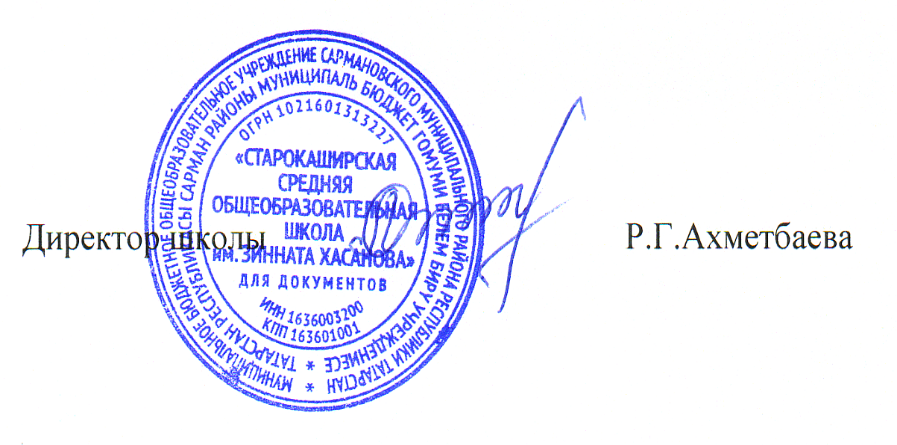 МУНИЦИПАЛЬНОЕ БЮДЖЕТНОЕ ОБЩЕОБРАЗОВАТЕЛЬНОЕ УЧРЕЖДЕНИЕ САРМАНОВСКОГО МУНИЦИПАЛЬНОГО РАЙОНА РЕСПУБЛИКИ ТАТАРСТАН *
ТАТАРСТАН РЕСПУБЛИКАСЫ САРМАН РАЙОНЫ МУНИЦИПАЛЬ БЮДЖЕТ ГОМУМИ БЕЛЕМ БИРУ УЧРЕЖДЕНИЕСЕ *
ОГРН 1021601313227
«СТАРОКАШИРСКАЯ
СРЕДНЯЯ
ОБЩЕОБРАЗОВАТЕЛЬНАЯ
ШКОЛА
им. ЗИННАТА ХАСАНОВА»
ДЛЯ ДОКУМЕНТОВ
ИНН 1636003200
КПП 163601001
Директор школы Р.Г.Ахметбаева